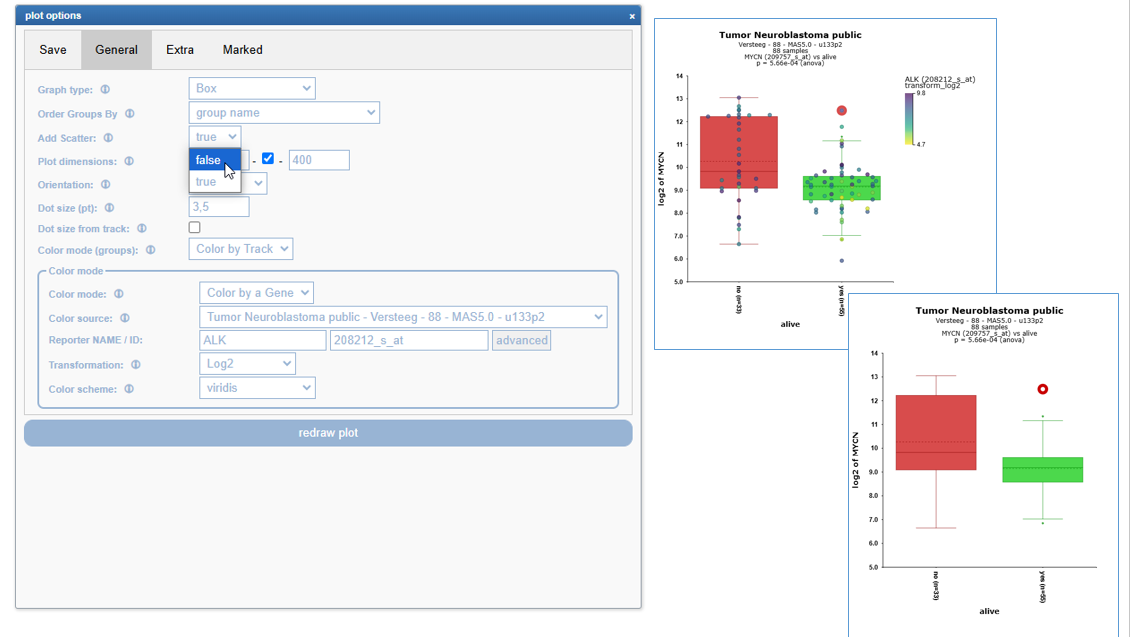 plot options
×
Save General Extra Marked
Graph type: Box
Order Groups By group name
Add Scatter: true
false
true
Plot dimensions: - - 400
Orientation:
Dot size (pt): 3,5
Dot size from track:
Color mode (groups): Color by Track
Color mode
Color mode: Color by a Gene
Color source: Tumor Neuroblastoma public - Versteeg - 88 - MAS5.0 - u133p2
Reporter NAME / ID: ALK 208212_s_at advanced
Transformation: Log2
Color scheme: viridis
redraw plot
Tumor Neuroblastoma public
Versteeg - 88 - MAS5.0 - u133p2
88 samples
MYCN (209757_s_at) vs alive
p = 5.66e-04 (anova)
ALK (208212_s_at)
transform_log2
9.8
4.7
log2 of MYCN
14
13
12
11
10
9.0
8.0
7.0
6.0
5.0
no (n=33)
yes (n=55)
alive
Tumor Neuroblastoma public
Versteeg - 88 - MAS5.0 - u133p2
88 samples
MYCN (209757_s_at) vs alive
p = 5.66e-04 (anova)
log2 of MYCN
14
13
12
11
10
9.0
8.0
7.0
6.0
5.0
no (n=33)
yes (n=55)
alive